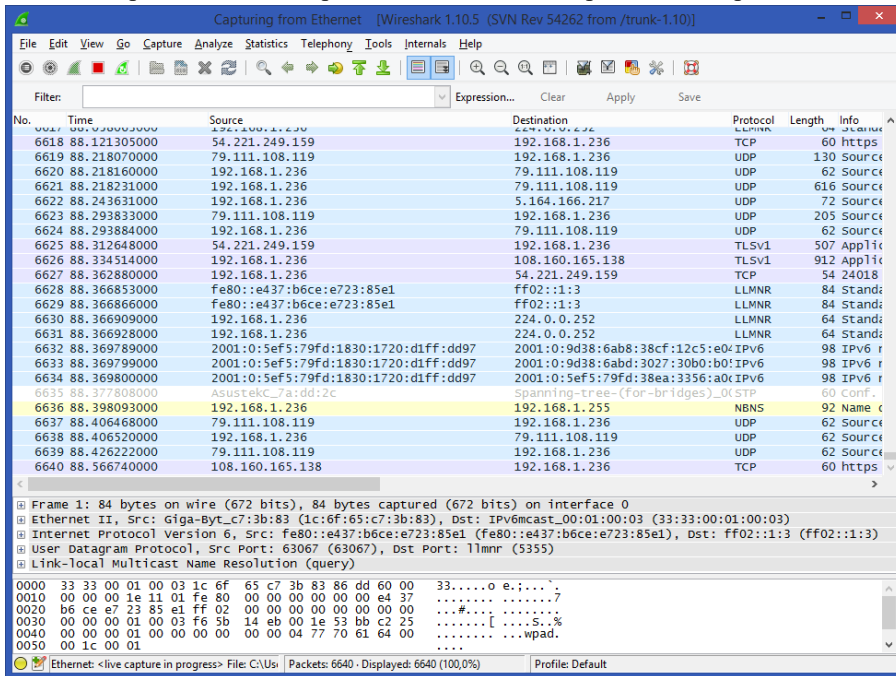 Capturing from Ethernet [Wireshark 1.10.5 (SVN Rev 54262 from /trunk-1.10)]
File Edit View Go Capture Analyze Statistics Telephony Tools Internals Help
Filter: Expression... Clear Apply Save
No. Time Source Destination Protocol Length Info
6618 88.121305000 54.221.249.159 192.168.1.236 TCP 60 https
6619 88.218070000 79.111.108.119 192.168.1.236 UDP 130 Source
6620 88.218160000 192.168.1.236 79.111.108.119 UDP 62 Source
6621 88.218231000 192.168.1.236 79.111.108.119 UDP 616 Source
6622 88.243631000 192.168.1.236 5.164.166.217 UDP 72 Source
6623 88.293833000 79.111.108.119 192.168.1.236 UDP 205 Source
6624 88.293884000 192.168.1.236 79.111.108.119 UDP 62 Source
6625 88.312648000 54.221.249.159 192.168.1.236 TLSv1 507 Applic
6626 88.334514000 192.168.1.236 108.160.165.138 TLSv1 912 Applic
6627 88.362880000 192.168.1.236 54.221.249.159 TCP 54 24018
6628 88.366853000 fe80::e437:b6ce:e723:85e1 ff02::1:3 LLMNR 84 Standa
6629 88.366866000 fe80::e437:b6ce:e723:85e1 ff02::1:3 LLMNR 84 Standa
6630 88.366909000 192.168.1.236 224.0.0.252 LLMNR 64 Standa
6631 88.366928000 192.168.1.236 224.0.0.252 LLMNR 64 Standa
6632 88.369789000 2001:0:5ef5:79fd:1830:1720:d1ff:dd97 2001:0:9d38:6ab8:38cf:12c5:e04 IPv6 98 IPv6 n
6633 88.369799000 2001:0:5ef5:79fd:1830:1720:d1ff:dd97 2001:0:9d38:6abd:3027:30b0:b0 IPv6 98 IPv6 n
6634 88.369800000 2001:0:5ef5:79fd:1830:1720:d1ff:dd97 2001:0:5ef5:79fd:38ea:3356:a0 IPv6 98 IPv6 n
6635 88.377808000 AsustekC_7a:dd:2c Spanning-tree-(for-bridges)_0( STP 60 Conf.
6636 88.398093000 192.168.1.236 192.168.1.255 NBNS 92 Name q
6637 88.406468000 79.111.108.119 192.168.1.236 UDP 62 Source
6638 88.406520000 192.168.1.236 79.111.108.119 UDP 62 Source
6639 88.426222000 79.111.108.119 192.168.1.236 UDP 62 Source
6640 88.566740000 108.160.165.138 192.168.1.236 TCP 60 https
Frame 1: 84 bytes on wire (672 bits), 84 bytes captured (672 bits) on interface 0
Ethernet II, Src: Giga-Byt_c7:3b:83 (1c:6f:65:c7:3b:83), Dst: IPv6mcast_00:01:00:03 (33:33:00:01:00:03)
Internet Protocol Version 6, Src: fe80::e437:b6ce:e723:85e1 (fe80::e437:b6ce:e723:85e1), Dst: ff02::1:3 (ff02::1:3)
User Datagram Protocol, Src Port: 63067 (63067), Dst Port: llmnr (5355)
Link-local Multicast Name Resolution (query)
0000 33 33 00 01 00 03 1c 6f 65 c7 3b 83 86 dd 60 00 33.....o e.;...`.
0010 00 00 00 1e 11 01 fe 80 00 00 00 00 00 00 e4 37 ........ .......7
0020 b6 ce e7 23 85 e1 ff 02 00 00 00 00 00 00 00 00 ...#.... ........
0030 00 00 00 01 00 03 f6 5b 14 eb 00 1e 53 bb c2 25 .......[ ....S..%
0040 00 00 00 01 00 00 00 00 00 00 04 77 70 61 64 00 ........ ...wpad.
0050 00 1c 00 01 ....
Ethernet: <live capture in progress> File: C:\Use Packets: 6640 · Displayed: 6640 (100,0%) Profile: Default